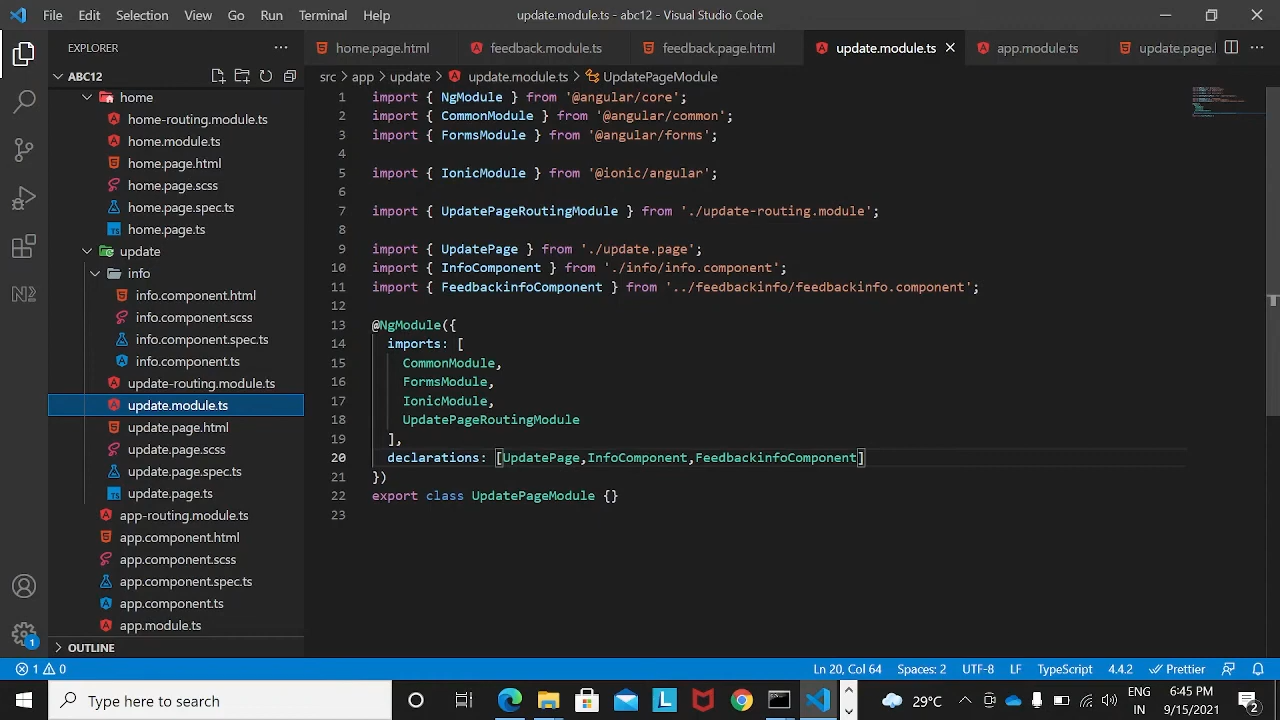 File Edit Selection View Go Run Terminal Help update.module.ts - abc12 - Visual Studio Code
EXPLORER
home.page.html feedback.module.ts feedback.page.html update.module.ts app.module.ts update.page.
ABC12
src > app > update > update.module.ts > UpdatePageModule
home
home-routing.module.ts
home.module.ts
home.page.html
home.page.scss
home.page.spec.ts
home.page.ts
update
info
info.component.html
info.component.scss
info.component.spec.ts
info.component.ts
update-routing.module.ts
update.module.ts
update.page.html
update.page.scss
update.page.spec.ts
update.page.ts
app-routing.module.ts
app.component.html
app.component.scss
app.component.spec.ts
app.component.ts
app.module.ts
OUTLINE
1 import { NgModule } from '@angular/core';
2 import { CommonModule } from '@angular/common';
3 import { FormsModule } from '@angular/forms';
4
5 import { IonicModule } from '@ionic/angular';
6
7 import { UpdatePageRoutingModule } from './update-routing.module';
8
9 import { UpdatePage } from './update.page';
10 import { InfoComponent } from './info/info.component';
11 import { FeedbackinfoComponent } from '../feedbackinfo/feedbackinfo.component';
12
13 @NgModule({
14 imports: [
15 CommonModule,
16 FormsModule,
17 IonicModule,
18 UpdatePageRoutingModule
19 ],
20 declarations: [UpdatePage,InfoComponent,FeedbackinfoComponent]
21 })
22 export class UpdatePageModule {}
23
1
1 0 Ln 20, Col 64 Spaces: 2 UTF-8 LF TypeScript 4.4.2 Prettier
Type here to search L 29°C ENG 6:45 PM
IN 9/15/2021 2